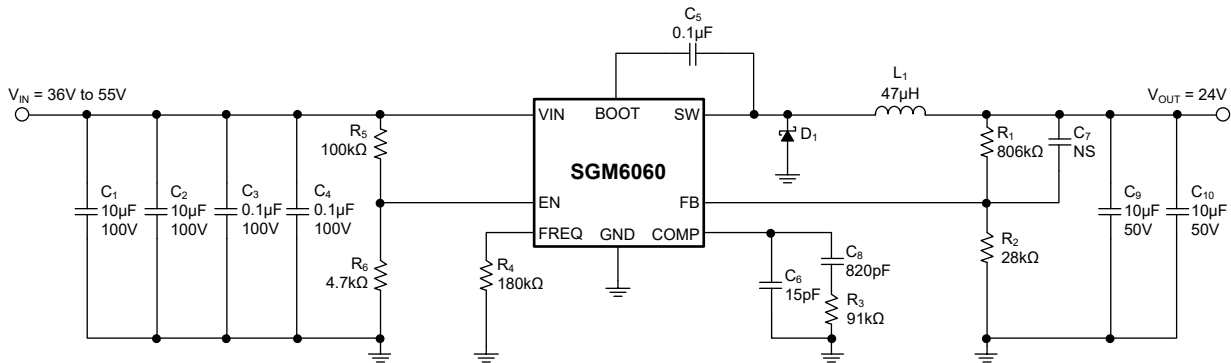 C5
0.1µF
VIN = 36V to 55V
L1
47µH
VOUT = 24V
VIN
BOOT
SW
D1
R5
100kΩ
R1
806kΩ
C7
NS
SGM6060
C1
10µF
100V
C2
10µF
100V
C3
0.1µF
100V
C4
0.1µF
100V
EN
FB
C9
10µF
50V
C10
10µF
50V
FREQ
GND
COMP
R6
4.7kΩ
R4
180kΩ
C6
15pF
C8
820pF
R3
91kΩ
R2
28kΩ